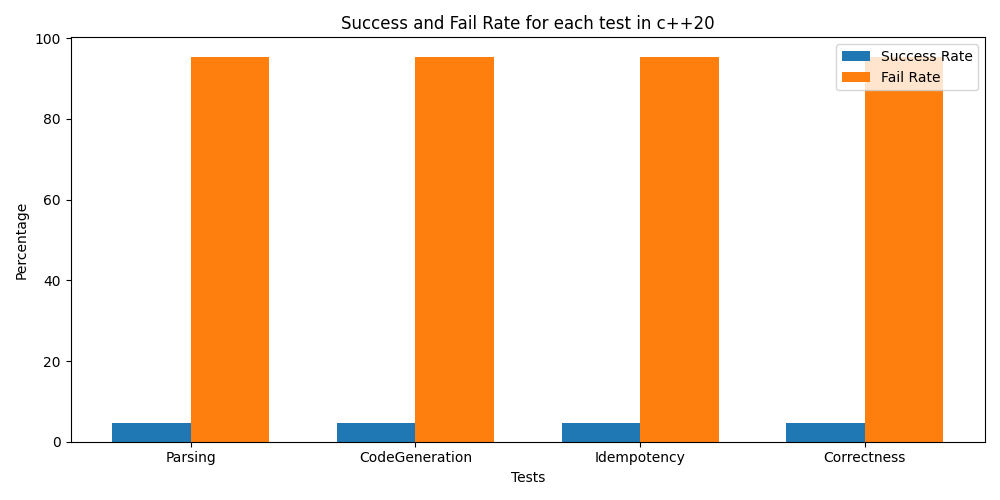 Success and Fail Rate for each test in c++20
Success Rate
Fail Rate
Percentage
100
80
60
40
20
0
Parsing
CodeGeneration
Idempotency
Correctness
Tests